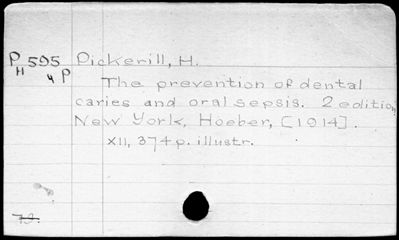 P 595 Pickerill, H.
H 4 P
The prevention of dental
caries and oral sepsis. 2 edition,
New York, Hoeber, [1914].
XII, 374 p. illustr.